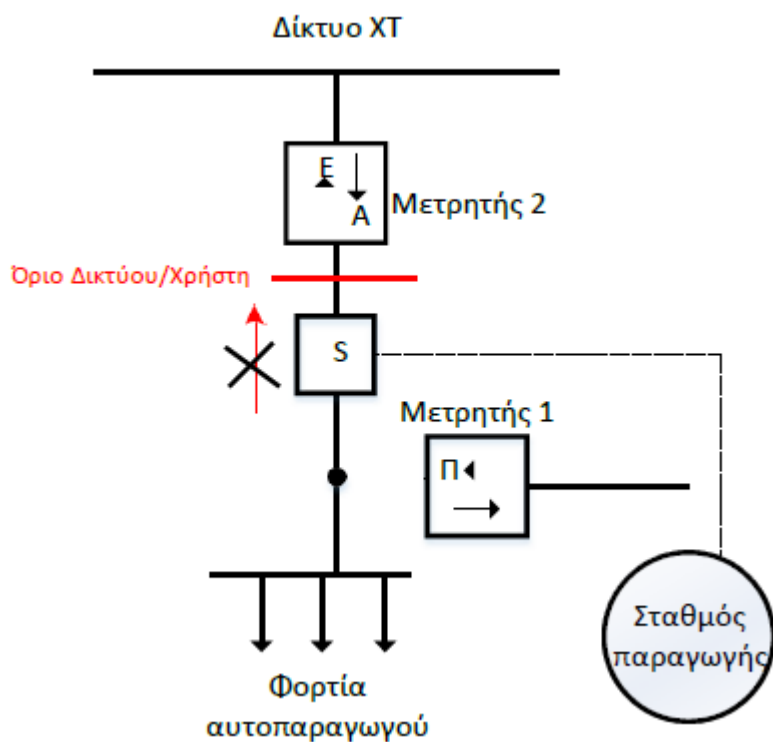 Δίκτυο ΧΤ
Ε
Α
Μετρητής 2
Όριο Δικτύου/Χρήστη
S
Μετρητής 1
Π
Σταθμός
παραγωγής
Φορτία
αυτοπαραγωγού